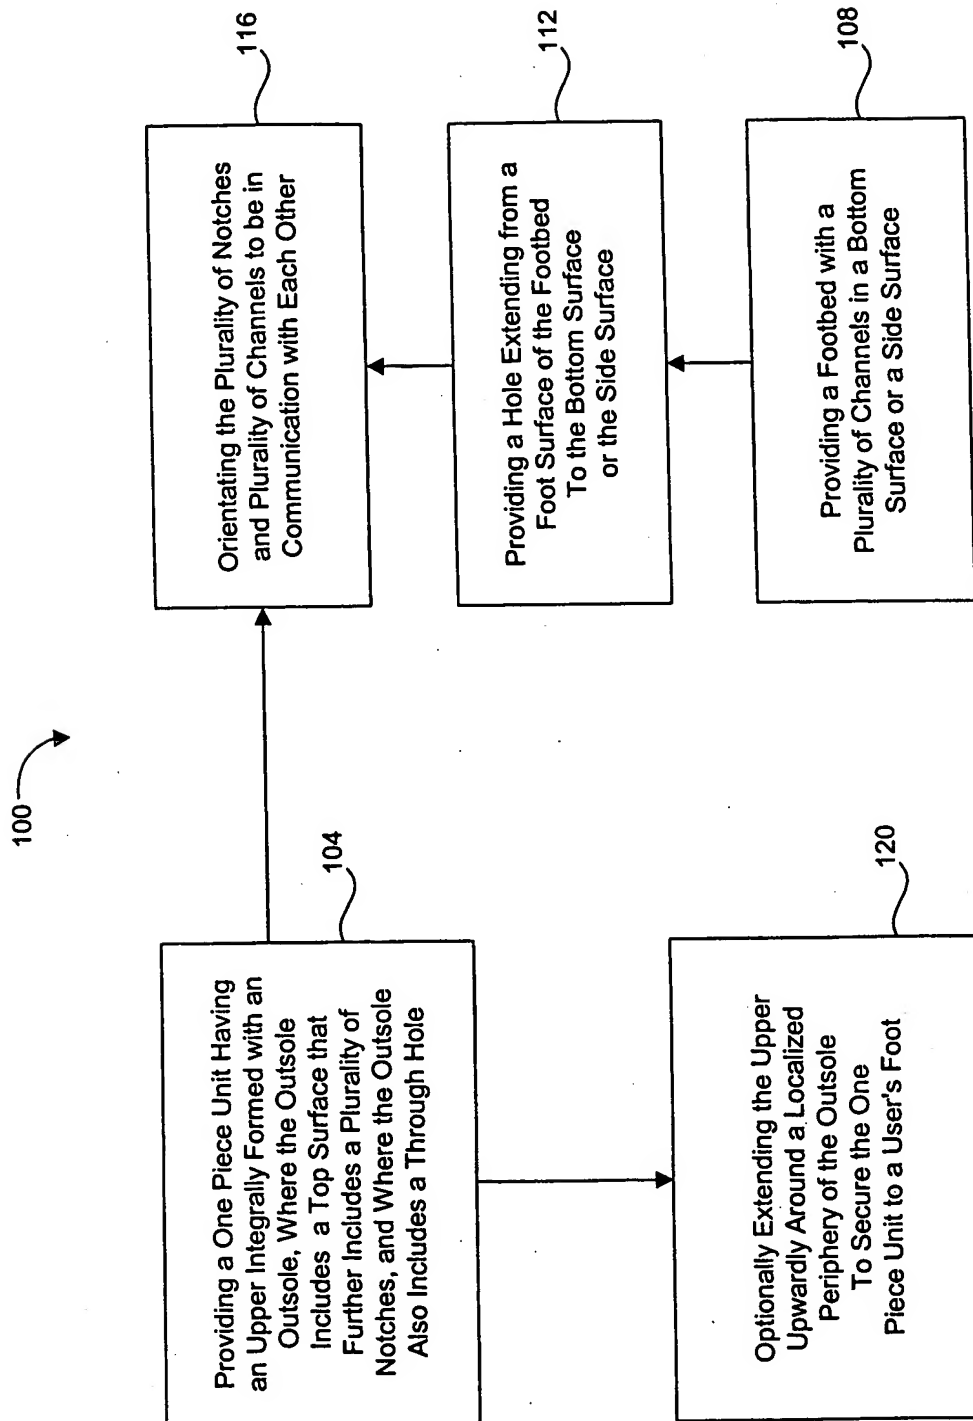 100
104
Providing a One Piece Unit Having
an Upper Integrally Formed with an
Outsole, Where the Outsole
Includes a Top Surface that
Further Includes a Plurality of
Notches, and Where the Outsole
Also Includes a Through Hole
116
Orientating the Plurality of Notches
and Plurality of Channels to be in
Communication with Each Other
112
Providing a Hole Extending from a
Foot Surface of the Footbed
To the Bottom Surface
or the Side Surface
108
Providing a Footbed with a
Plurality of Channels in a Bottom
Surface or a Side Surface
120
Optionally Extending the Upper
Upwardly Around a Localized
Periphery of the Outsole
To Secure the One
Piece Unit to a User's Foot